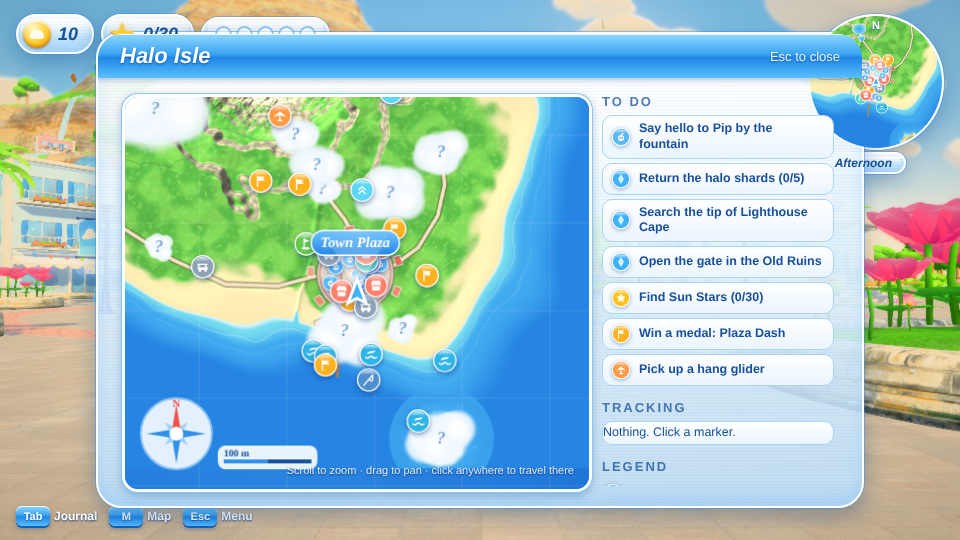 10
0/30
Halo Isle
Esc to close
N
Afternoon
?
?
?
?
?
?
?
Town Plaza
?
?
?
N
100 m
Scroll to zoom · drag to pan · click anywhere to travel there
TO DO
Say hello to Pip by the
fountain
Return the halo shards (0/5)
Search the tip of Lighthouse
Cape
Open the gate in the Old Ruins
Find Sun Stars (0/30)
Win a medal: Plaza Dash
Pick up a hang glider
TRACKING
Nothing. Click a marker.
LEGEND
Tab Journal M Map Esc Menu